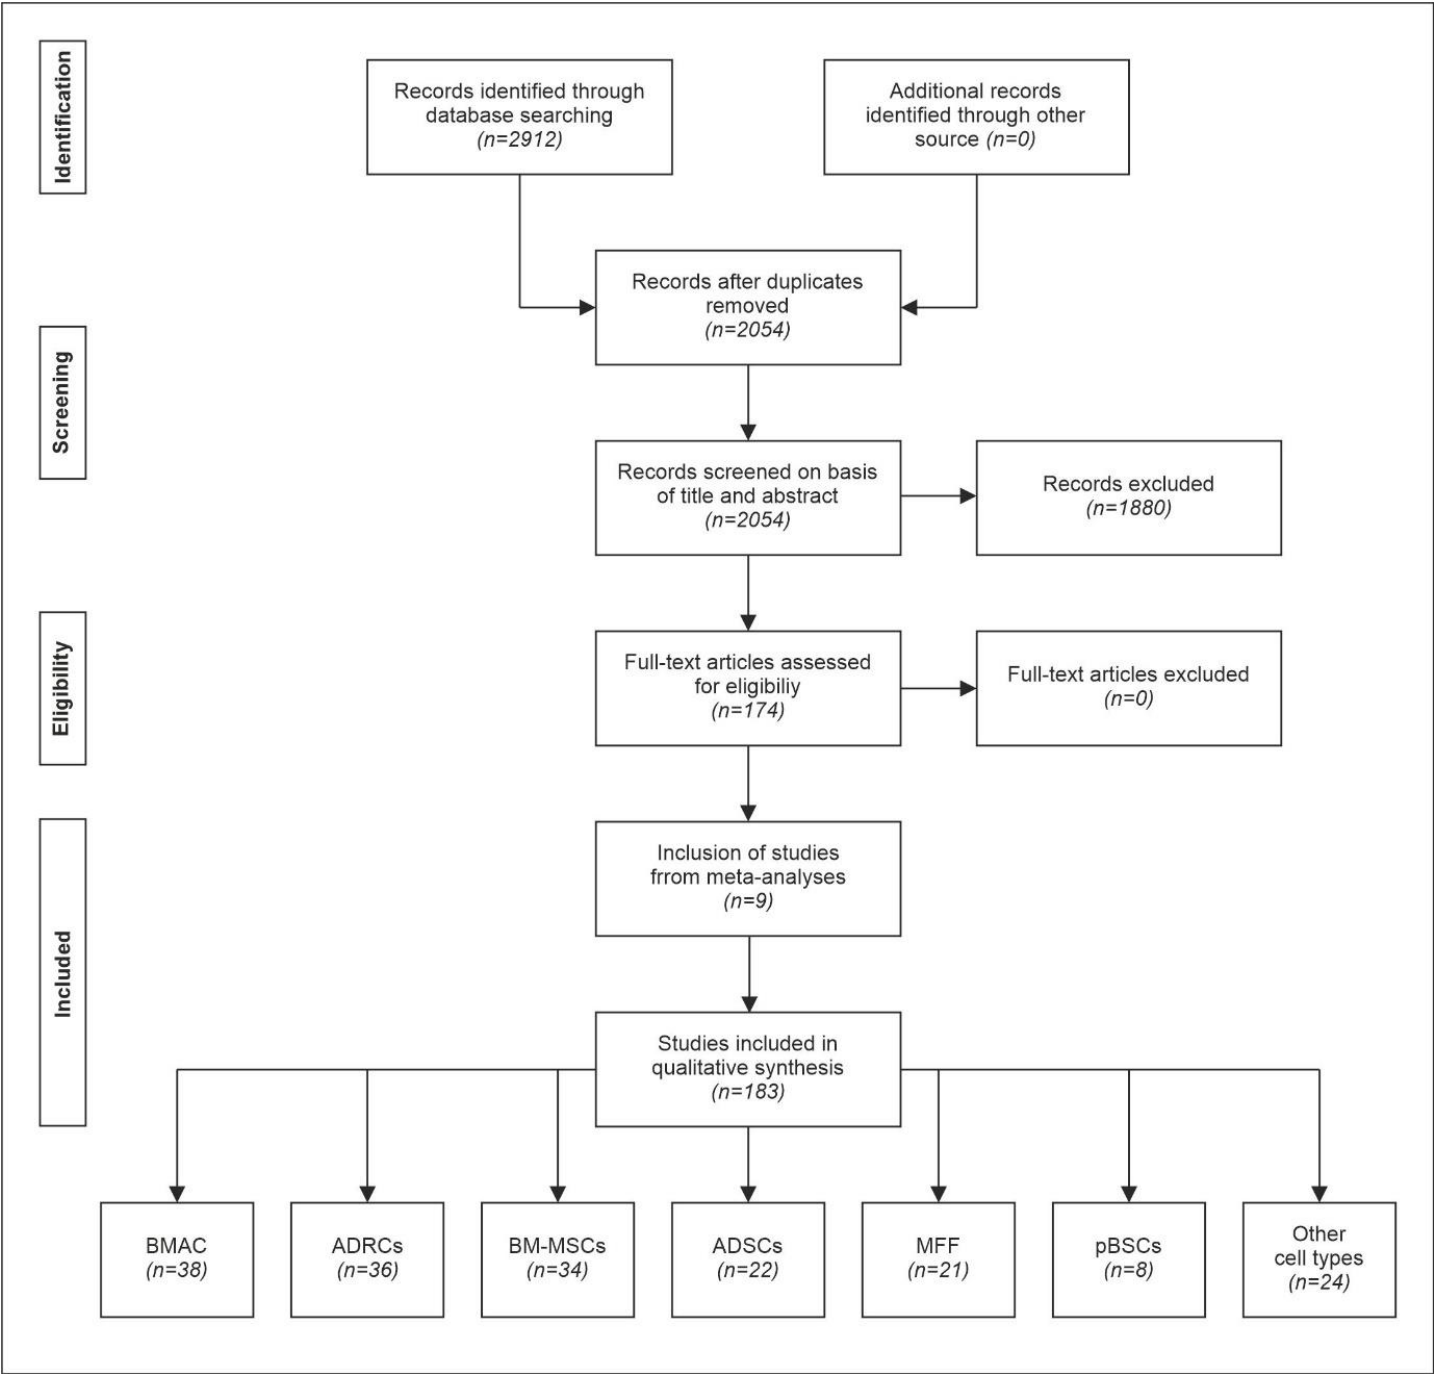 Identification
Records identified through
database searching
(n=2912)
Additional records
identified through other
source (n=0)
Records after duplicates
removed
(n=2054)
Screening
Records screened on basis
of title and abstract
(n=2054)
Records excluded
(n=1880)
Eligibility
Full-text articles assessed
for eligibiliy
(n=174)
Full-text articles excluded
(n=0)
Included
Inclusion of studies
frrom meta-analyses
(n=9)
Studies included in
qualitative synthesis
(n=183)
BMAC
(n=38)
ADRCs
(n=36)
BM-MSCs
(n=34)
ADSCs
(n=22)
MFF
(n=21)
pBSCs
(n=8)
Other
cell types
(n=24)